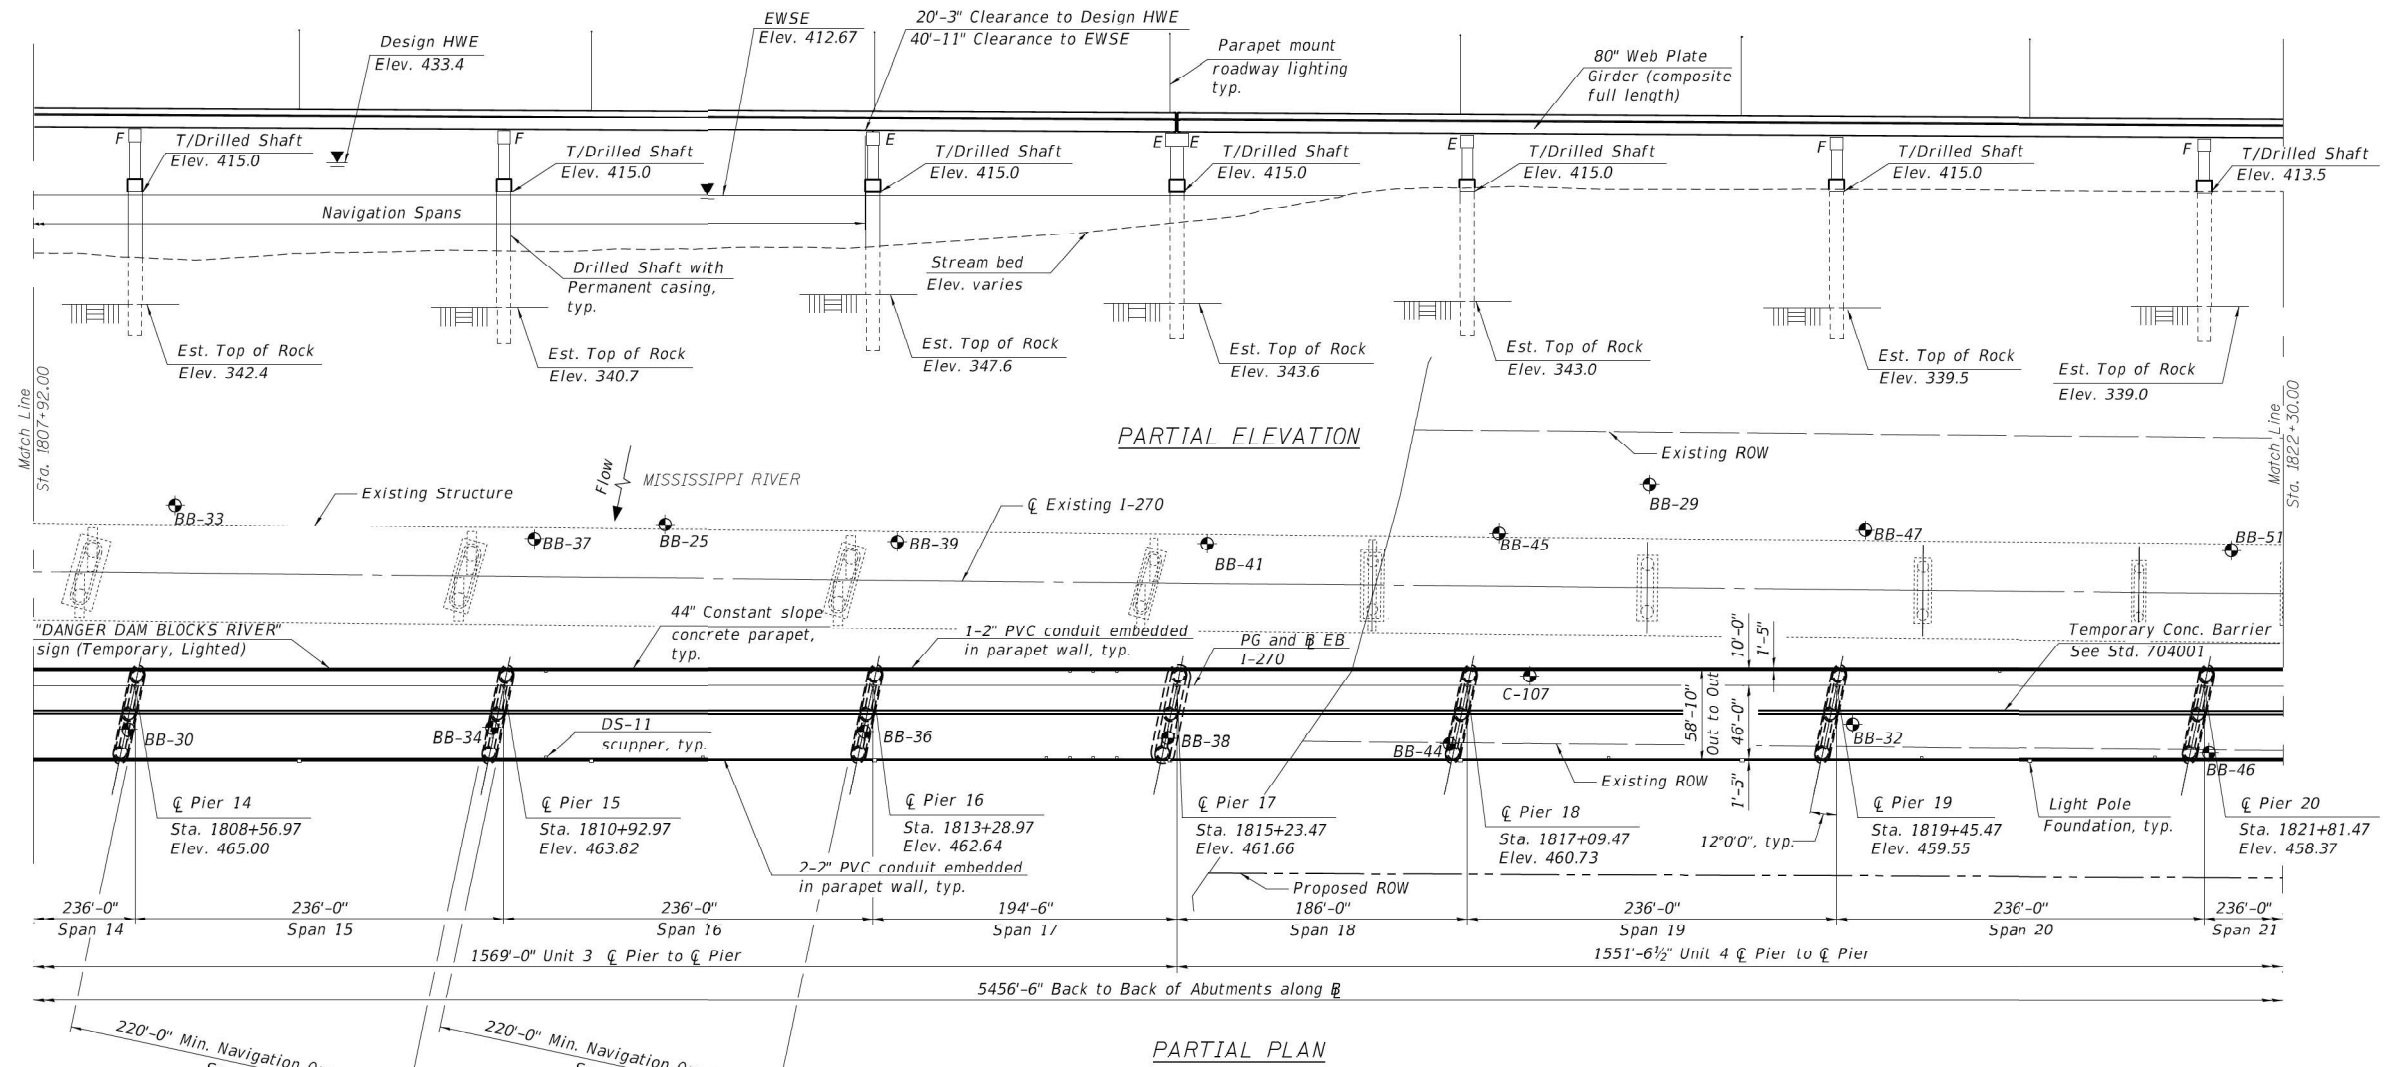 Design HWE
Elev. 433.4
EWSE
Elev. 412.67
20'-3" Clearance to Design HWE
40'-11" Clearance to EWSE
Parapet mount
roadway lighting
typ.
80" Web Plate
Girder (composite
full length)
F
T/Drilled Shaft
Elev. 415.0
F
T/Drilled Shaft
Elev. 415.0
E
T/Drilled Shaft
Elev. 415.0
E
E
T/Drilled Shaft
Elev. 415.0
E
T/Drilled Shaft
Elev. 415.0
F
T/Drilled Shaft
Elev. 415.0
F
T/Drilled Shaft
Elev. 413.5
Navigation Spans
Drilled Shaft with
Permanent casing,
typ.
Stream bed
Elev. varies
Est. Top of Rock
Elev. 342.4
Est. Top of Rock
Elev. 340.7
Est. Top of Rock
Elev. 347.6
Est. Top of Rock
Elev. 343.6
Est. Top of Rock
Elev. 343.0
Est. Top of Rock
Elev. 339.5
Est. Top of Rock
Elev. 339.0
Match Line
Sta. 1807+92.00
Match Line
Sta. 1822+30.00
PARTIAL ELEVATION
Existing ROW
Flow
MISSISSIPPI RIVER
Existing Structure
℄ Existing I-270
BB-33
BB-37
BB-25
BB-39
BB-41
BB-45
BB-29
BB-47
BB-51
"DANGER DAM BLOCKS RIVER"
sign (Temporary, Lighted)
44" Constant slope
concrete parapet,
typ.
1-2" PVC conduit embedded
in parapet wall, typ.
PG and B̲L̲ EB
I-270
10'-0"
1'-5"
Temporary Conc. Barrier
See Std. 704001
C-107
58'-10"
Out to Out
46'-0"
1'-5"
BB-30
BB-34
DS-11
scupper, typ.
BB-36
BB-38
BB-44
BB-32
BB-46
Existing ROW
℄ Pier 14
Sta. 1808+56.97
Elev. 465.00
℄ Pier 15
Sta. 1810+92.97
Elev. 463.82
℄ Pier 16
Sta. 1813+28.97
Elev. 462.64
℄ Pier 17
Sta. 1815+23.47
Elev. 461.66
℄ Pier 18
Sta. 1817+09.47
Elev. 460.73
12°0'0", typ.
℄ Pier 19
Sta. 1819+45.47
Elev. 459.55
Light Pole
Foundation, typ.
℄ Pier 20
Sta. 1821+81.47
Elev. 458.37
2-2" PVC conduit embedded
in parapet wall, typ.
Proposed ROW
236'-0"
Span 14
236'-0"
Span 15
236'-0"
Span 16
194'-6"
Span 17
186'-0"
Span 18
236'-0"
Span 19
236'-0"
Span 20
236'-0"
Span 21
1569'-0" Unit 3 ℄ Pier to ℄ Pier
1551'-6½" Unit 4 ℄ Pier to ℄ Pier
5456'-6" Back to Back of Abutments along BL
220'-0" Min. Navigation
220'-0" Min. Navigation
PARTIAL PLAN